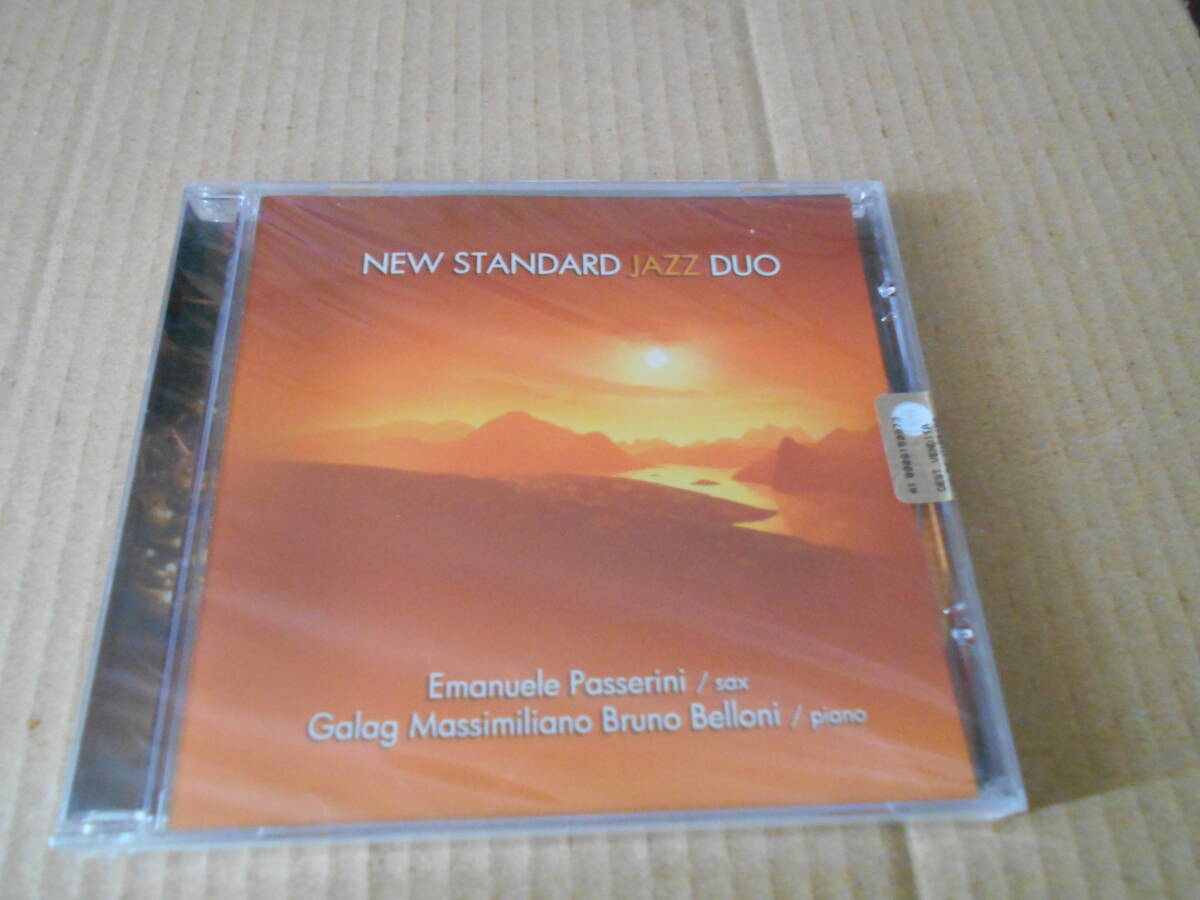 NEW STANDARD JAZZ DUO
Emanuele Passerini / sax
Galag Massimiliano Bruno Belloni / piano